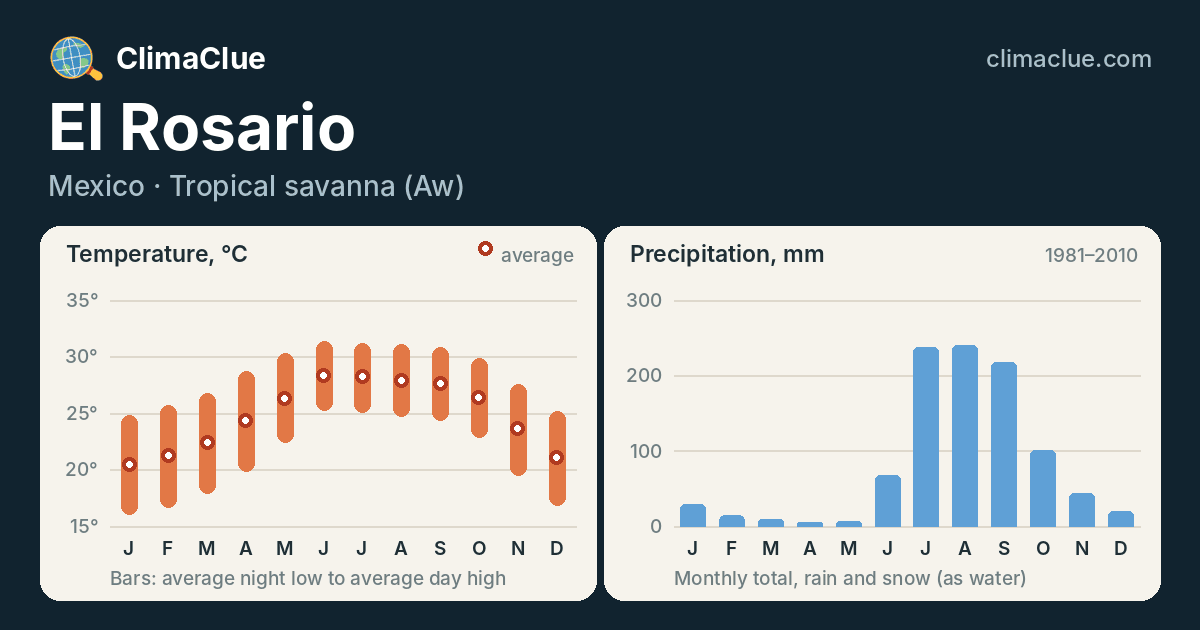 ClimaClue
climaclue.com
El Rosario
Mexico · Tropical savanna (Aw)
Temperature, °C
average
35°
30°
25°
20°
15°
J F M A M J J A S O N D
Bars: average night low to average day high
Precipitation, mm
1981–2010
300
200
100
0
J F M A M J J A S O N D
Monthly total, rain and snow (as water)